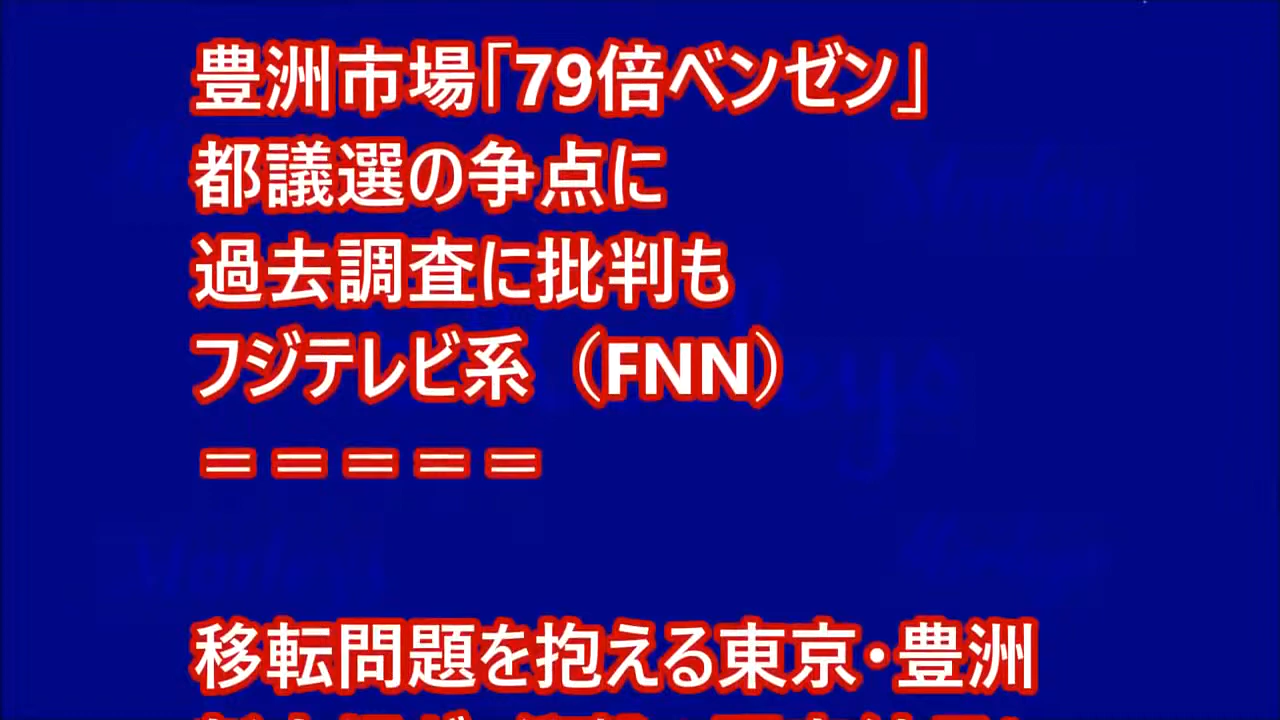 豊洲市場｢79倍ベンゼン｣
都議選の争点に
過去調査に批判も
フジテレビ系（FNN）
＝＝＝＝＝
移転問題を抱える東京・豊洲